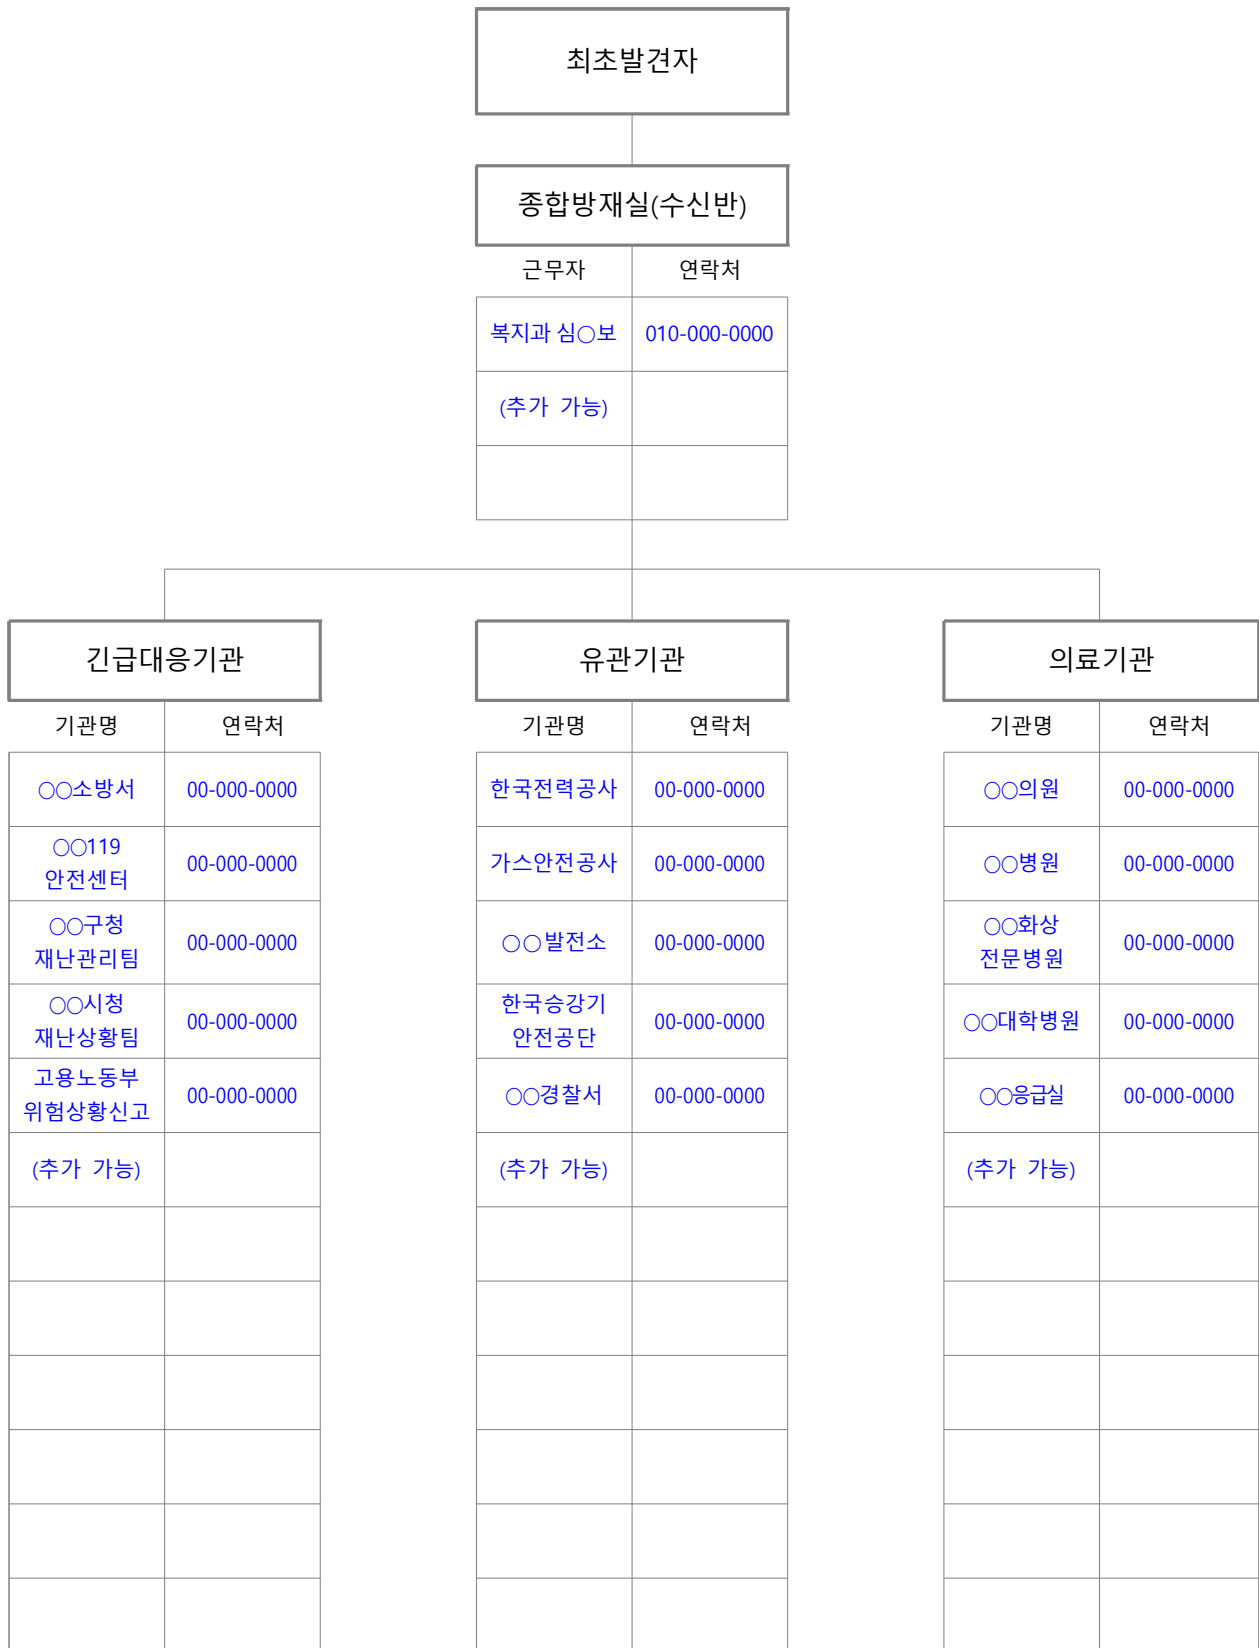 최초발견자
종합방재실(수신반)
근무자 연락처
복지과 심○보 010-000-0000
(추가 가능)
긴급대응기관
기관명 연락처
○○소방서 00-000-0000
○○119
안전센터
00-000-0000
○○구청
재난관리팀
00-000-0000
○○시청
재난상황팀
00-000-0000
고용노동부
위험상황신고
00-000-0000
(추가 가능)
유관기관
기관명 연락처
한국전력공사 00-000-0000
가스안전공사 00-000-0000
○○발전소 00-000-0000
한국승강기
안전공단
00-000-0000
○○경찰서 00-000-0000
(추가 가능)
의료기관
기관명 연락처
○○의원 00-000-0000
○○병원 00-000-0000
○○화상
전문병원
00-000-0000
○○대학병원 00-000-0000
○○응급실 00-000-0000
(추가 가능)